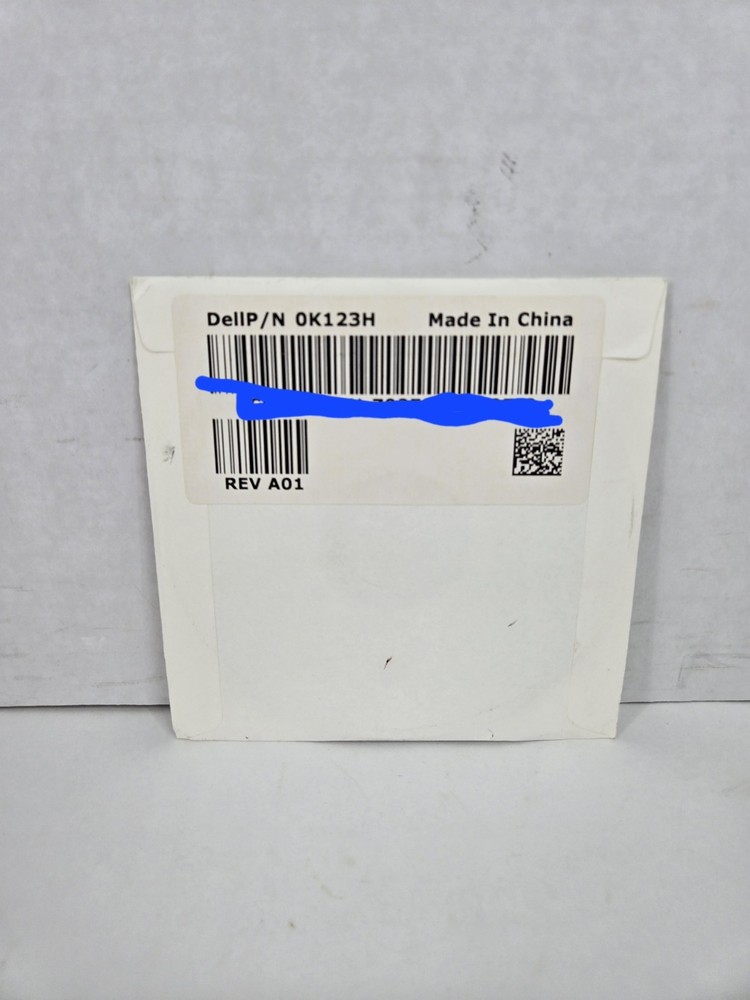 DellP/N 0K123H Made In China
REV A01